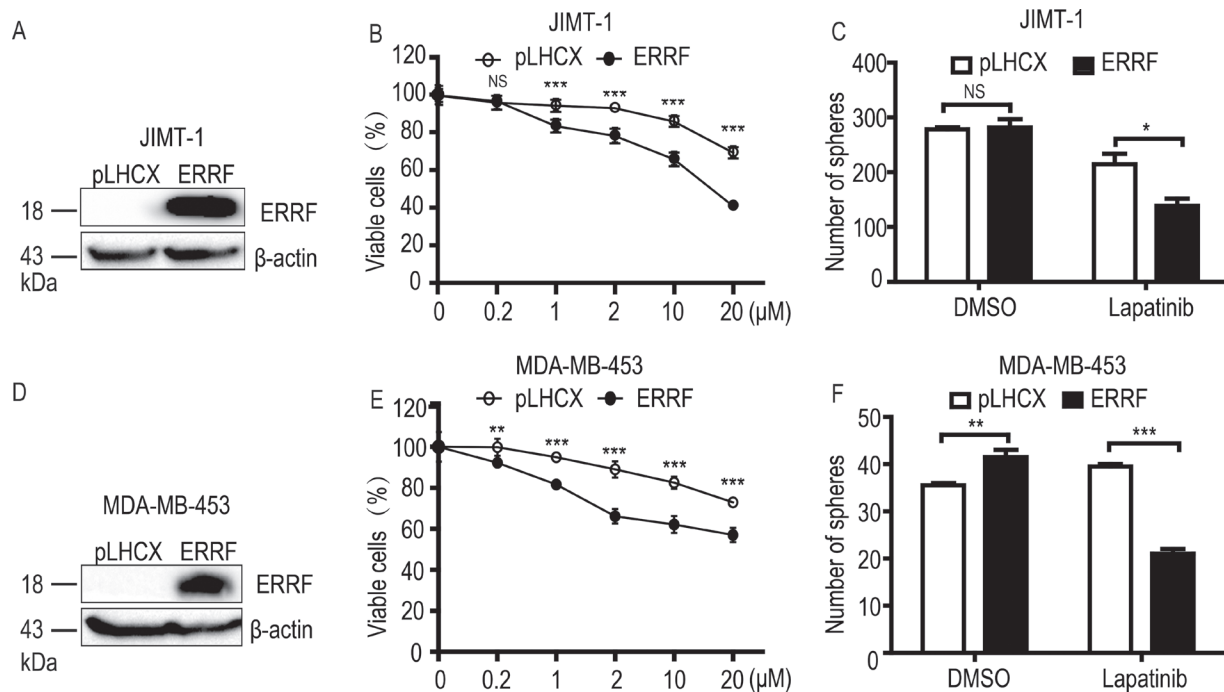 A
JIMT-1
pLHCX ERRF
18
ERRF
43
β-actin
kDa
B
JIMT-1
pLHCX ERRF
120
100
80
60
40
20
0
Viable cells (%)
NS
***
***
***
***
0 0.2 1 2 10 20 (μM)
C
JIMT-1
pLHCX ERRF
400
300
200
100
0
Number of spheres
NS
*
DMSO Lapatinib
D
MDA-MB-453
pLHCX ERRF
18
ERRF
43
β-actin
kDa
E
MDA-MB-453
pLHCX ERRF
120
100
80
60
40
20
0
Viable cells (%)
**
***
***
***
***
0 0.2 1 2 10 20 (μM)
F
MDA-MB-453
pLHCX ERRF
50
40
30
20
10
0
Number of spheres
**
***
DMSO Lapatinib